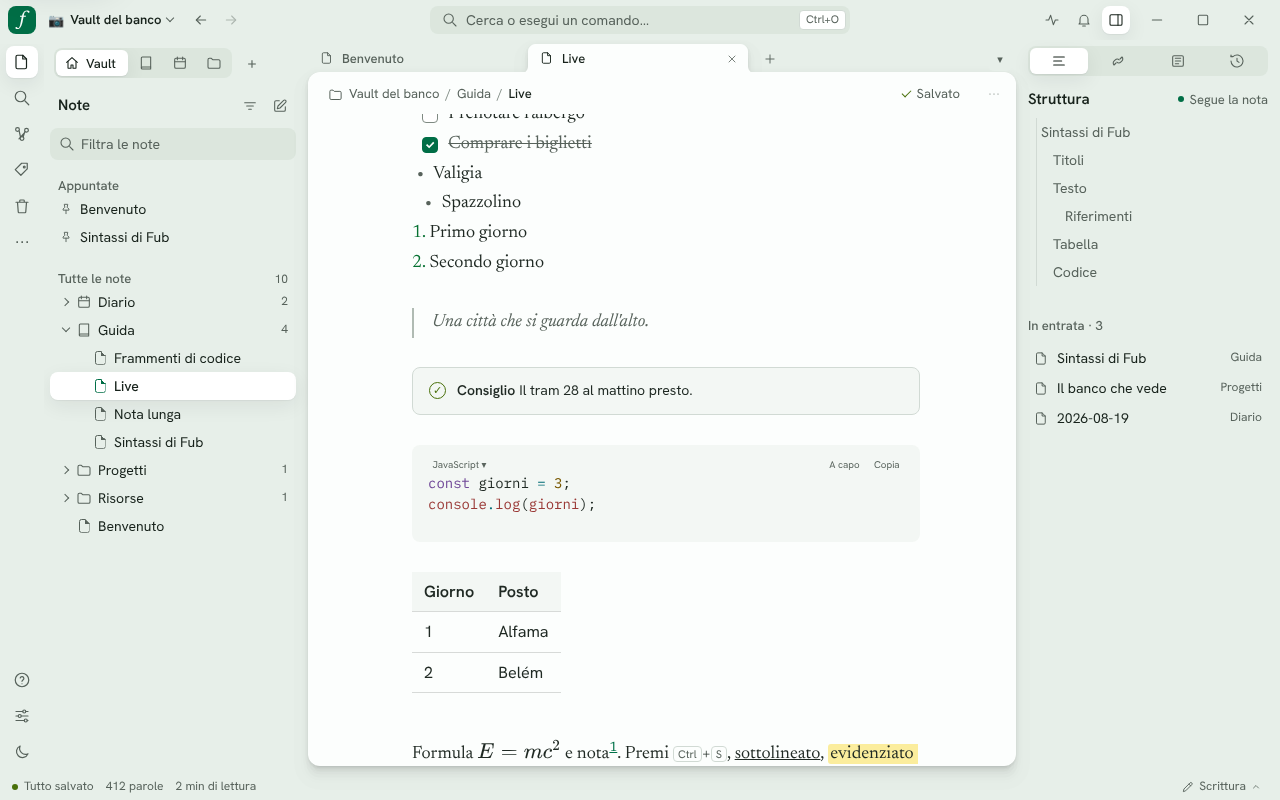 Vault del banco
Cerca o esegui un comando…
Ctrl+O
Vault
Benvenuto
Live
Note
Filtra le note
Appuntate
Benvenuto
Sintassi di Fub
Tutte le note 10
Diario 2
Guida 4
Frammenti di codice
Live
Nota lunga
Sintassi di Fub
Progetti 1
Risorse 1
Benvenuto
Vault del banco / Guida / Live
Salvato
Prenotare l'albergo
Comprare i biglietti
• Valigia
• Spazzolino
1. Primo giorno
2. Secondo giorno
Una città che si guarda dall'alto.
Consiglio Il tram 28 al mattino presto.
JavaScript ▾ A capo Copia
const giorni = 3;
console.log(giorni);
Giorno Posto
1 Alfama
2 Belém
Formula E = mc² e nota1. Premi Ctrl+S, sottolineato, evidenziato
Struttura
Segue la nota
Sintassi di Fub
Titoli
Testo
Riferimenti
Tabella
Codice
In entrata · 3
Sintassi di Fub Guida
Il banco che vede Progetti
2026-08-19 Diario
Tutto salvato 412 parole 2 min di lettura
Scrittura